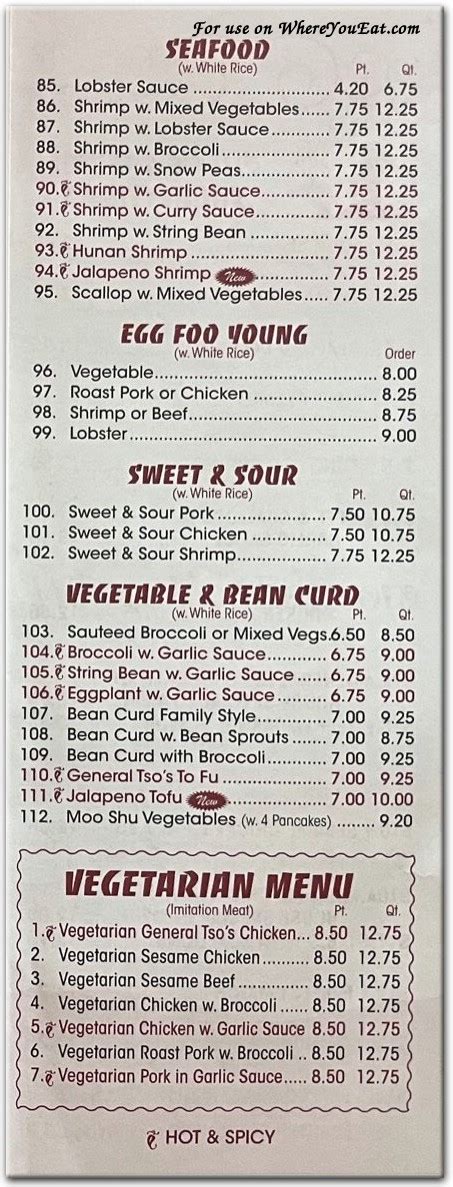 For use on WhereYouEat.com
SEAFOOD
(w. White Rice) Pt. Qt.
85. Lobster Sauce ................................ 4.20 6.75
86. Shrimp w. Mixed Vegetables...... 7.75 12.25
87. Shrimp w. Lobster Sauce............ 7.75 12.25
88. Shrimp w. Broccoli....................... 7.75 12.25
89. Shrimp w. Snow Peas................... 7.75 12.25
90. Shrimp w. Garlic Sauce.............. 7.75 12.25
91. Shrimp w. Curry Sauce............... 7.75 12.25
92. Shrimp w. String Bean ................ 7.75 12.25
93. Hunan Shrimp ............................. 7.75 12.25
94. Jalapeno Shrimp New ................ 7.75 12.25
95. Scallop w. Mixed Vegetables..... 7.75 12.25
EGG FOO YOUNG
(w. White Rice) Order
96. Vegetable................................................. 8.00
97. Roast Pork or Chicken ............................ 8.25
98. Shrimp or Beef.......................................... 8.75
99. Lobster...................................................... 9.00
SWEET & SOUR
(w. White Rice) Pt. Qt.
100. Sweet & Sour Pork ..................... 7.50 10.75
101. Sweet & Sour Chicken ............... 7.50 10.75
102. Sweet & Sour Shrimp.................. 7.75 12.25
VEGETABLE & BEAN CURD
(w. White Rice) Pt. Qt.
103. Sauteed Broccoli or Mixed Vegs.6.50 8.50
104. Broccoli w. Garlic Sauce............ 6.75 9.00
105. String Bean w. Garlic Sauce ...... 6.75 9.00
106. Eggplant w. Garlic Sauce .......... 6.75 9.00
107. Bean Curd Family Style.............. 7.00 9.25
108. Bean Curd w. Bean Sprouts ....... 7.00 8.75
109. Bean Curd with Broccoli............. 7.00 9.25
110. General Tso's To Fu ..................... 7.00 9.25
111. Jalapeno Tofu New .................... 7.00 10.00
112. Moo Shu Vegetables (w. 4 Pancakes) ........ 9.20
VEGETARIAN MENU
(Imitation Meat) Pt. Qt.
1. Vegetarian General Tso's Chicken... 8.50 12.75
2. Vegetarian Sesame Chicken.......... 8.50 12.75
3. Vegetarian Sesame Beef............... 8.50 12.75
4. Vegetarian Chicken w. Broccoli ...... 8.50 12.75
5. Vegetarian Chicken w. Garlic Sauce 8.50 12.75
6. Vegetarian Roast Pork w. Broccoli .. 8.50 12.75
7. Vegetarian Pork in Garlic Sauce..... 8.50 12.75
HOT & SPICY